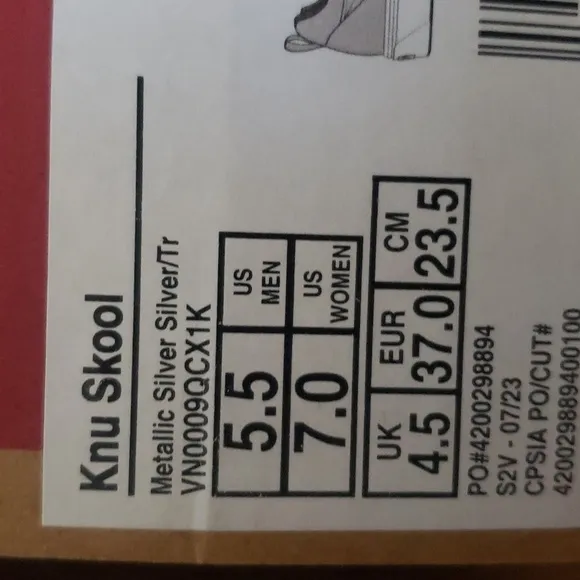 Knu Skool
Metallic Silver Silver/Tr
VN0009QCX1K
5.5 US MEN
7.0 US WOMEN
UK EUR CM
4.5 37.0 23.5
PO#4200298894
S2V - 07/23
CPSIA PO/CUT#
420029889400100